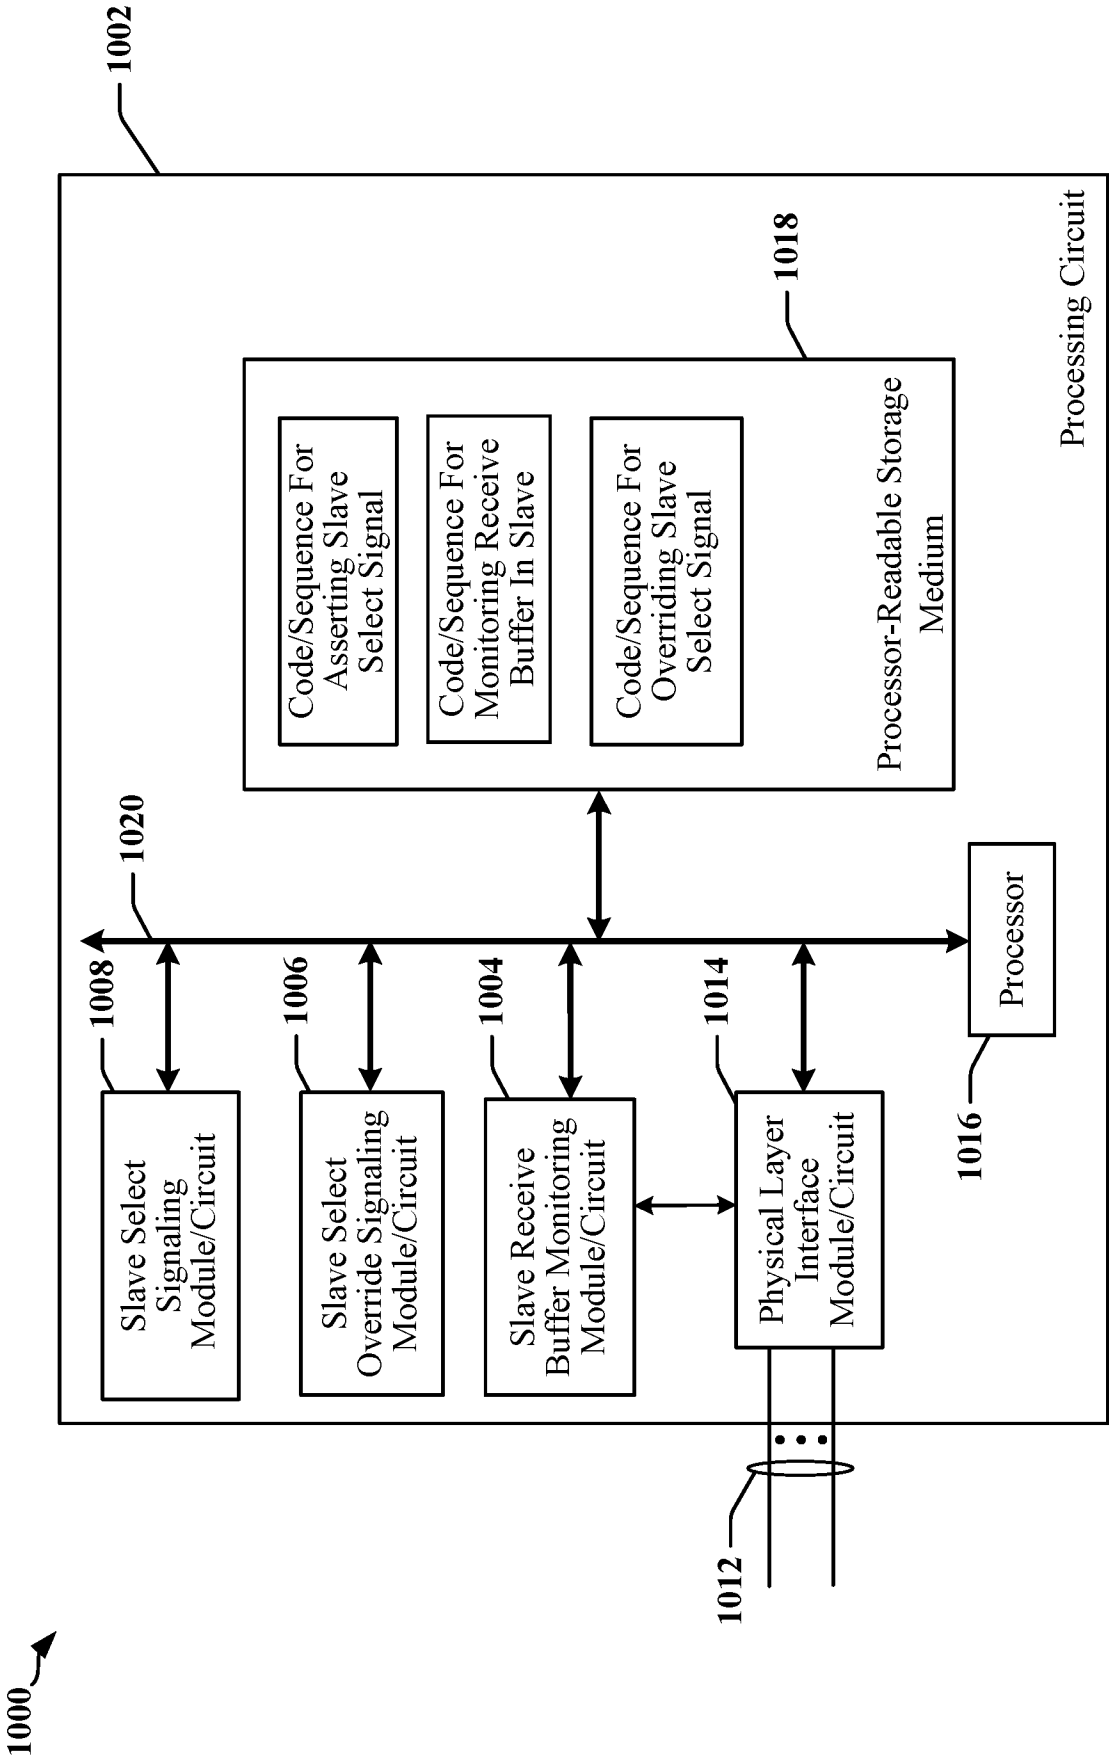 1000
1002
Slave Select
Signaling
Module/Circuit
1008
Slave Select
Override Signaling
Module/Circuit
1006
Slave Receive
Buffer Monitoring
Module/Circuit
1004
Physical Layer
Interface
Module/Circuit
1014
1012
1020
Processor
1016
Code/Sequence For
Asserting Slave
Select Signal
Code/Sequence For
Monitoring Receive
Buffer In Slave
Code/Sequence For
Overriding Slave
Select Signal
Processor-Readable Storage
Medium
1018
Processing Circuit